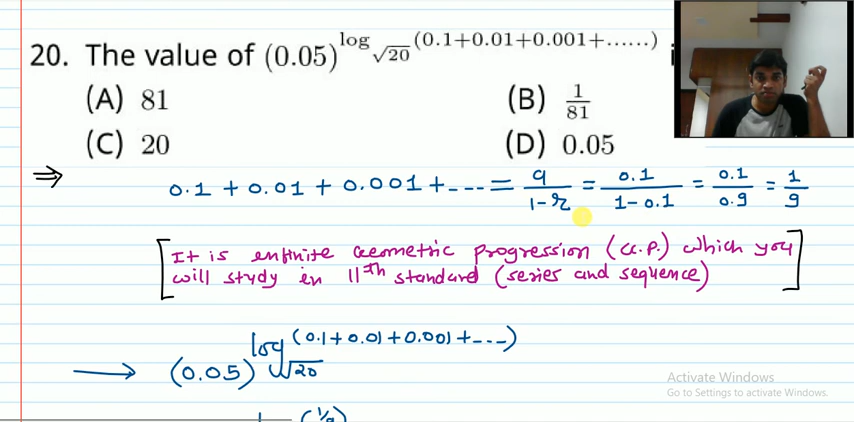 20. The value of (0.05)^log_√20 (0.1+0.01+0.001+......) i
(A) 81 (B) 1/81
(C) 20 (D) 0.05
⇒ 0.1 + 0.01 + 0.001 + --- = a/(1-r) = 0.1/(1-0.1) = 0.1/0.9 = 1/9
[It is infinite Geometric progression (G.P.) which you
will study in 11th standard (series and sequence)]
→ (0.05)^log_√20 (0.1+0.01+0.001+---)
(1/9)
Activate Windows
Go to Settings to activate Windows.